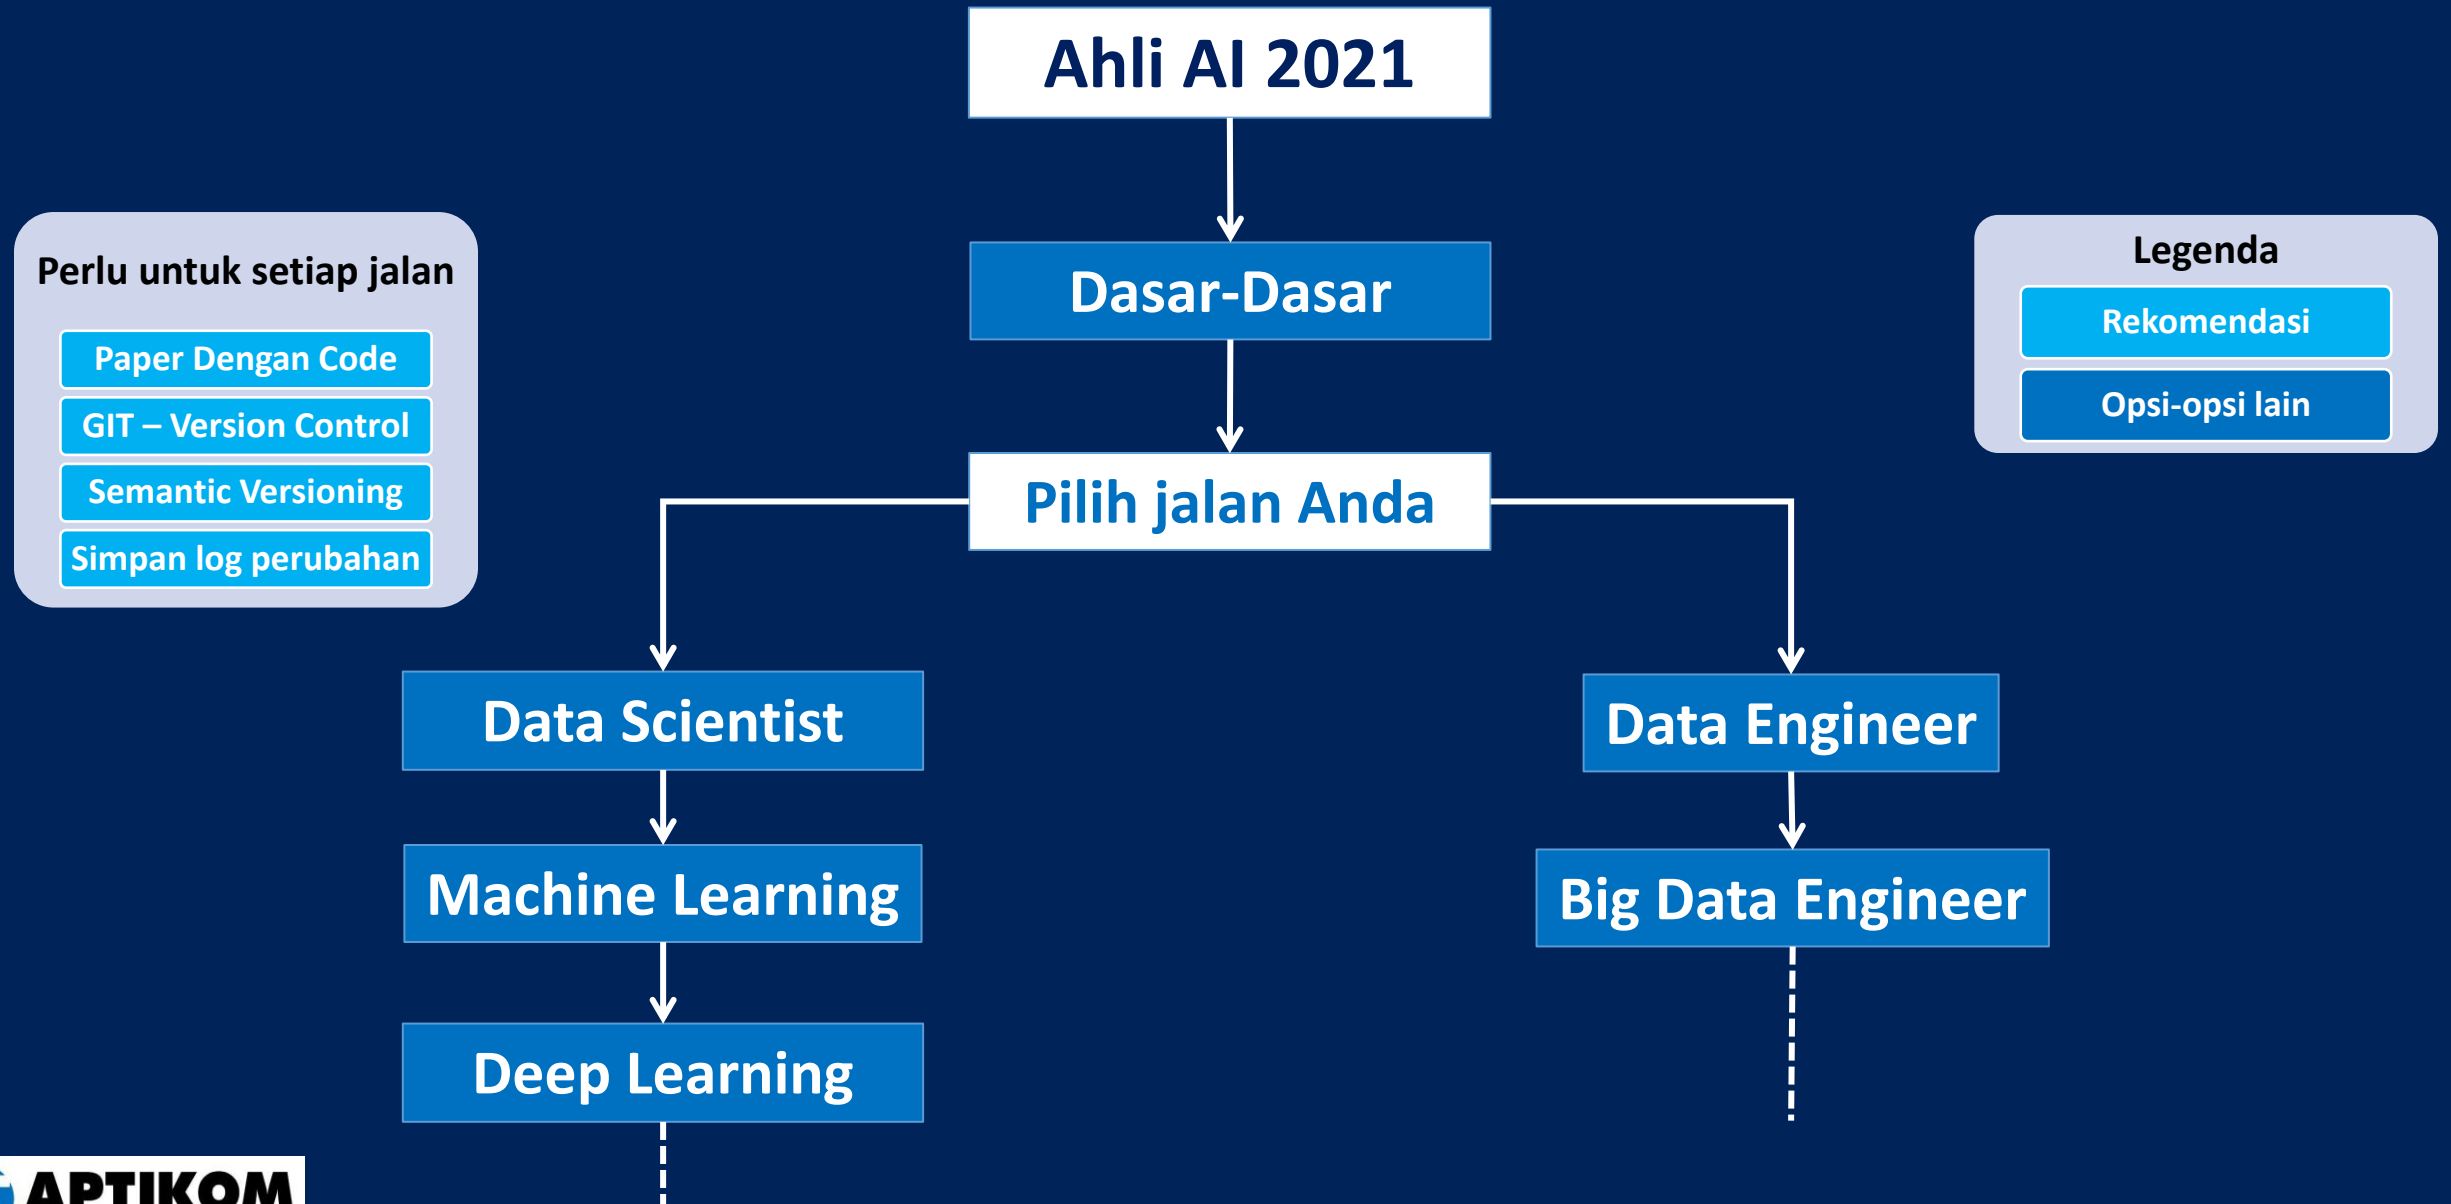 Ahli AI 2021
Perlu untuk setiap jalan
Paper Dengan Code
GIT – Version Control
Semantic Versioning
Simpan log perubahan
Dasar-Dasar
Legenda
Rekomendasi
Opsi-opsi lain
Pilih jalan Anda
Data Scientist
Machine Learning
Deep Learning
Data Engineer
Big Data Engineer
APTIKOM